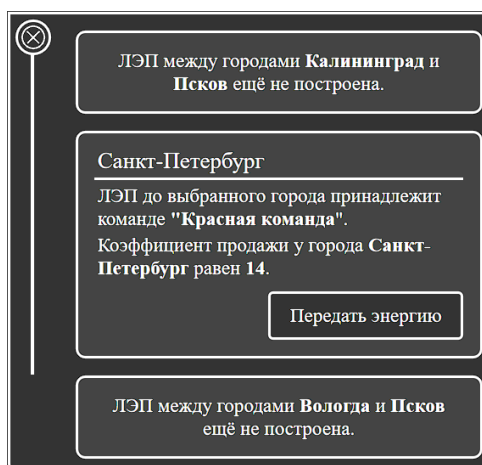 ЛЭП между городами Калининград и
Псков ещё не построена.
Санкт-Петербург
ЛЭП до выбранного города принадлежит
команде "Красная команда".
Коэффициент продажи у города Санкт-
Петербург равен 14.
Передать энергию
ЛЭП между городами Вологда и Псков
ещё не построена.